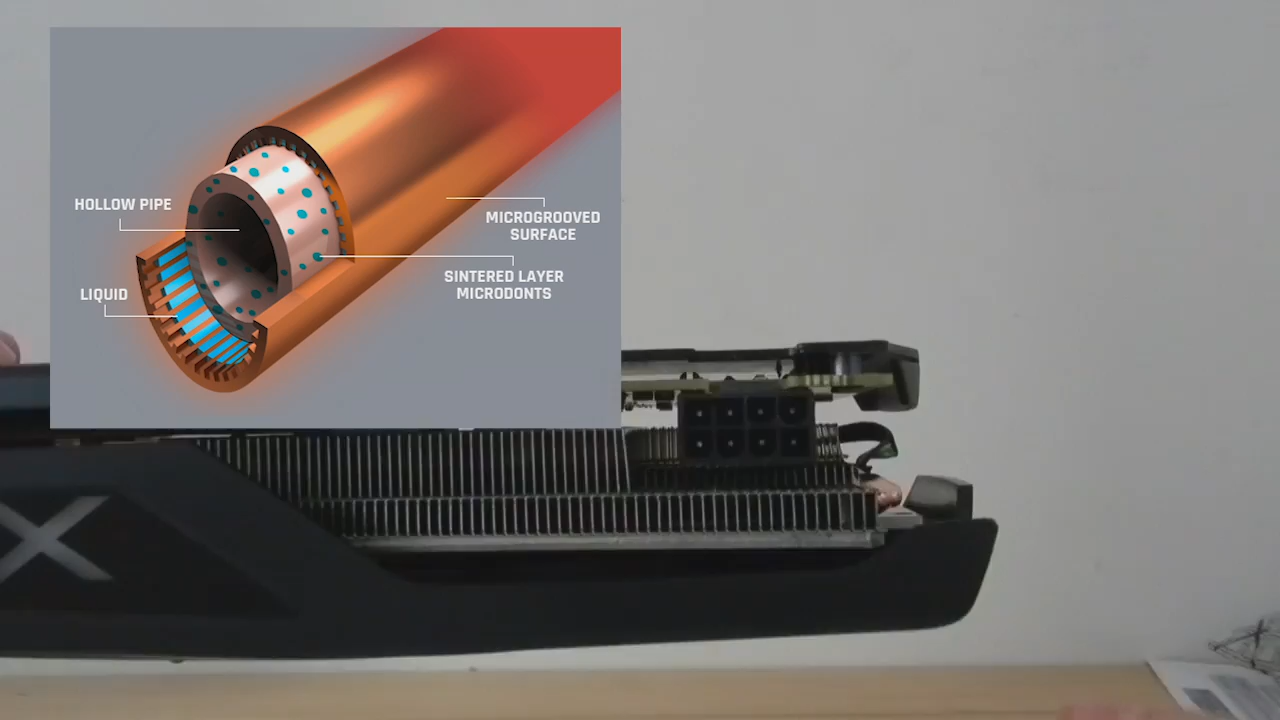 HOLLOW PIPE
MICROGROOVED
SURFACE
SINTERED LAYER
MICRODONTS
LIQUID
X